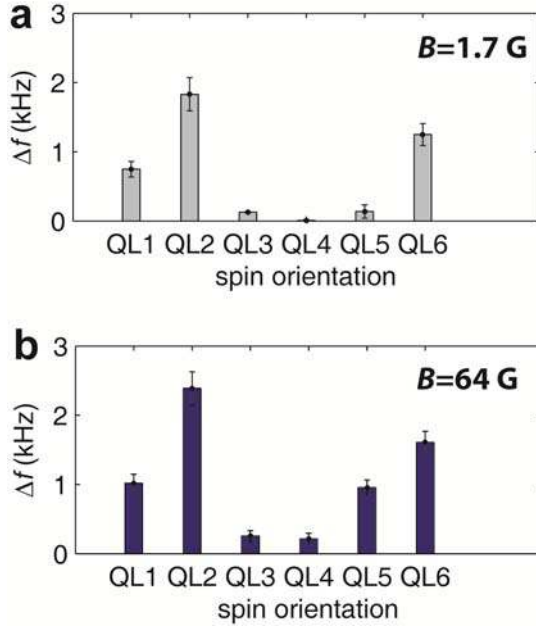 a
B=1.7 G
3
2
1
0
Δf (kHz)
QL1 QL2 QL3 QL4 QL5 QL6
spin orientation
b
B=64 G
3
2
1
0
Δf (kHz)
QL1 QL2 QL3 QL4 QL5 QL6
spin orientation